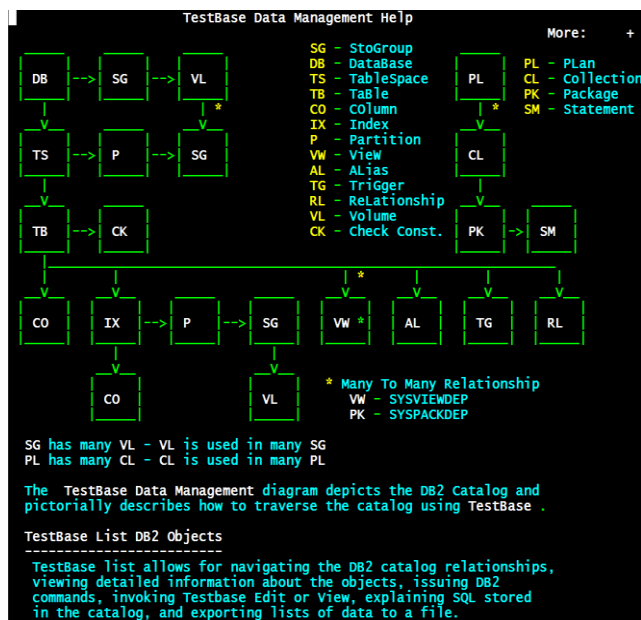 TestBase Data Management Help
More: +
SG - StoGroup
DB - DataBase
TS - TableSpace
TB - TaBle
CO - COlumn
IX - Index
P - Partition
VW - VieW
AL - ALias
TG - TriGger
RL - ReLationship
VL - Volume
CK - Check Const.
PL - PLan
CL - Collection
PK - Package
SM - Statement
DB SG VL PL
* *
TS P SG CL
TB CK PK SM
*
CO IX P SG VW * AL TG RL
CO VL
* Many To Many Relationship
VW - SYSVIEWDEP
PK - SYSPACKDEP
SG has many VL - VL is used in many SG
PL has many CL - CL is used in many PL
The TestBase Data Management diagram depicts the DB2 Catalog and
pictorially describes how to traverse the catalog using TestBase .
TestBase List DB2 Objects
-------------------------
TestBase list allows for navigating the DB2 catalog relationships,
viewing detailed information about the objects, issuing DB2
commands, invoking Testbase Edit or View, explaining SQL stored
in the catalog, and exporting lists of data to a file.